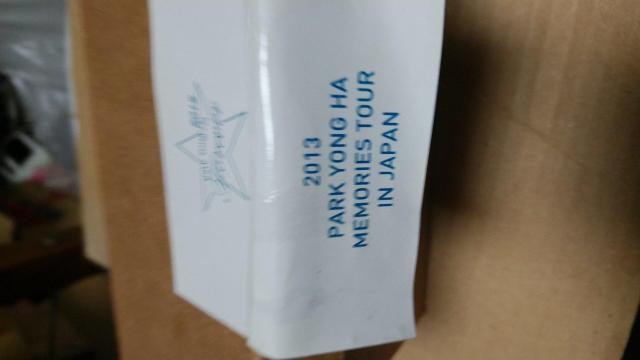 2013
PARK YONG HA
MEMORIES TOUR
IN JAPAN